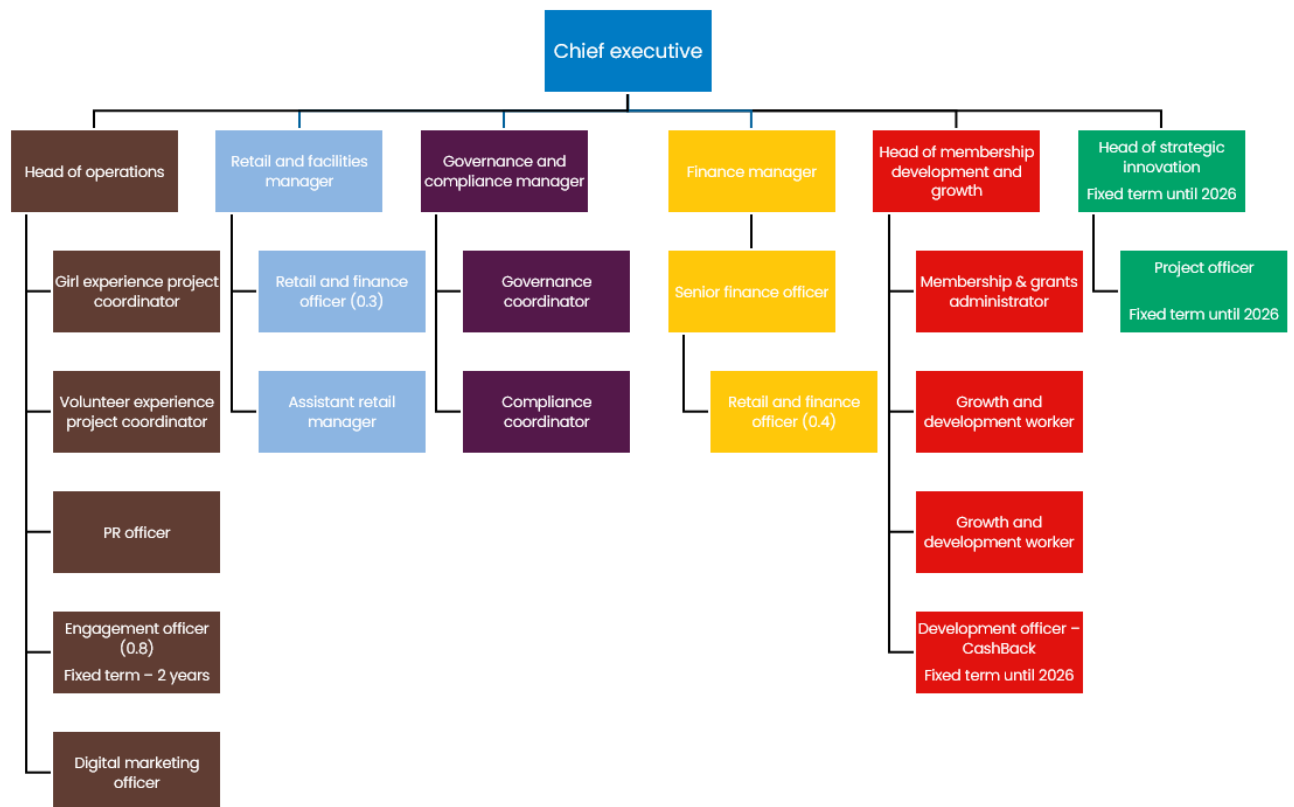 Chief executive
Head of operations
Retail and facilities
manager
Governance and
compliance manager
Finance manager
Head of membership
development and
growth
Head of strategic
innovation
Fixed term until 2026
Girl experience project
coordinator
Retail and finance
officer (0.3)
Governance
coordinator
Senior finance officer
Membership & grants
administrator
Project officer
Fixed term until 2026
Volunteer experience
project coordinator
Assistant retail
manager
Compliance
coordinator
Retail and finance
officer (0.4)
Growth and
development worker
PR officer
Growth and
development worker
Engagement officer
(0.8)
Fixed term – 2 years
Development officer –
CashBack
Fixed term until 2026
Digital marketing
officer